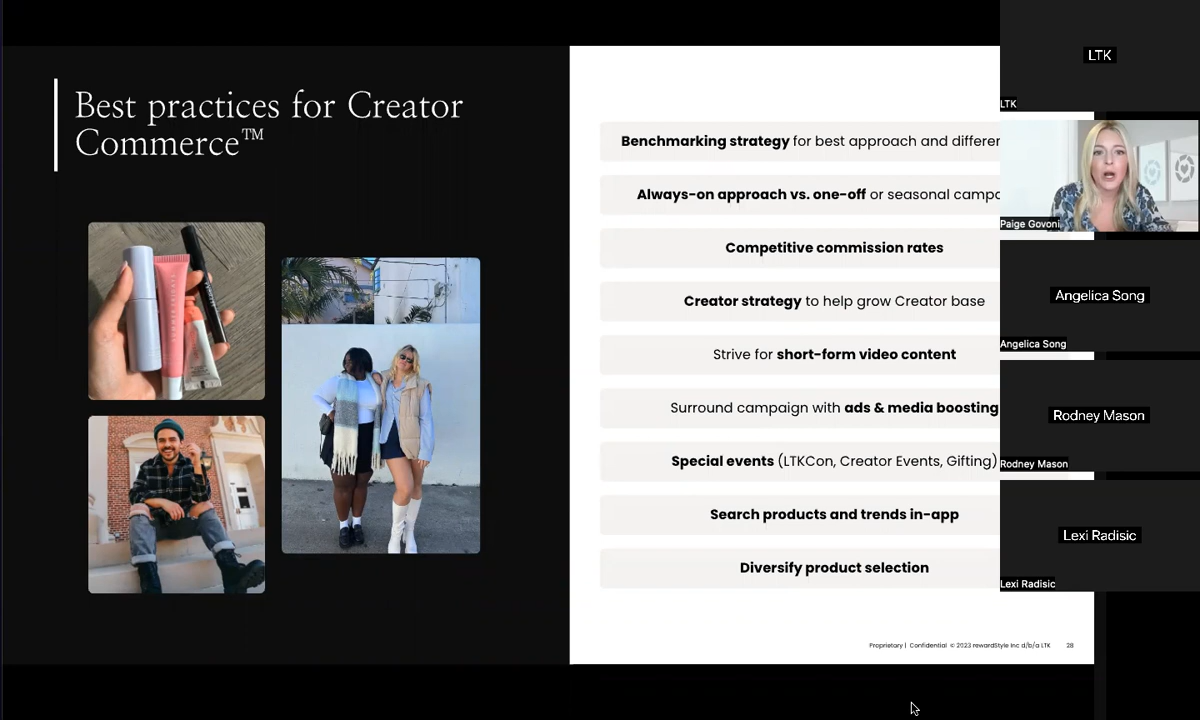 Best practices for Creator
Commerce™
Benchmarking strategy for best approach and
Always-on approach vs. one-off or seasonal
Competitive commission rates
Creator strategy to help grow Creator base
Strive for short-form video content
Surround campaign with ads & media boosting
Special events (LTKCon, Creator Events, Gifting)
Search products and trends in-app
Diversify product selection
Proprietary | Confidential © 2023 rewardStyle Inc d/b/a LTK 28
LTK
LTK
Paige Govoni
Angelica Song
Angelica Song
Rodney Mason
Rodney Mason
Lexi Radisic
Lexi Radisic